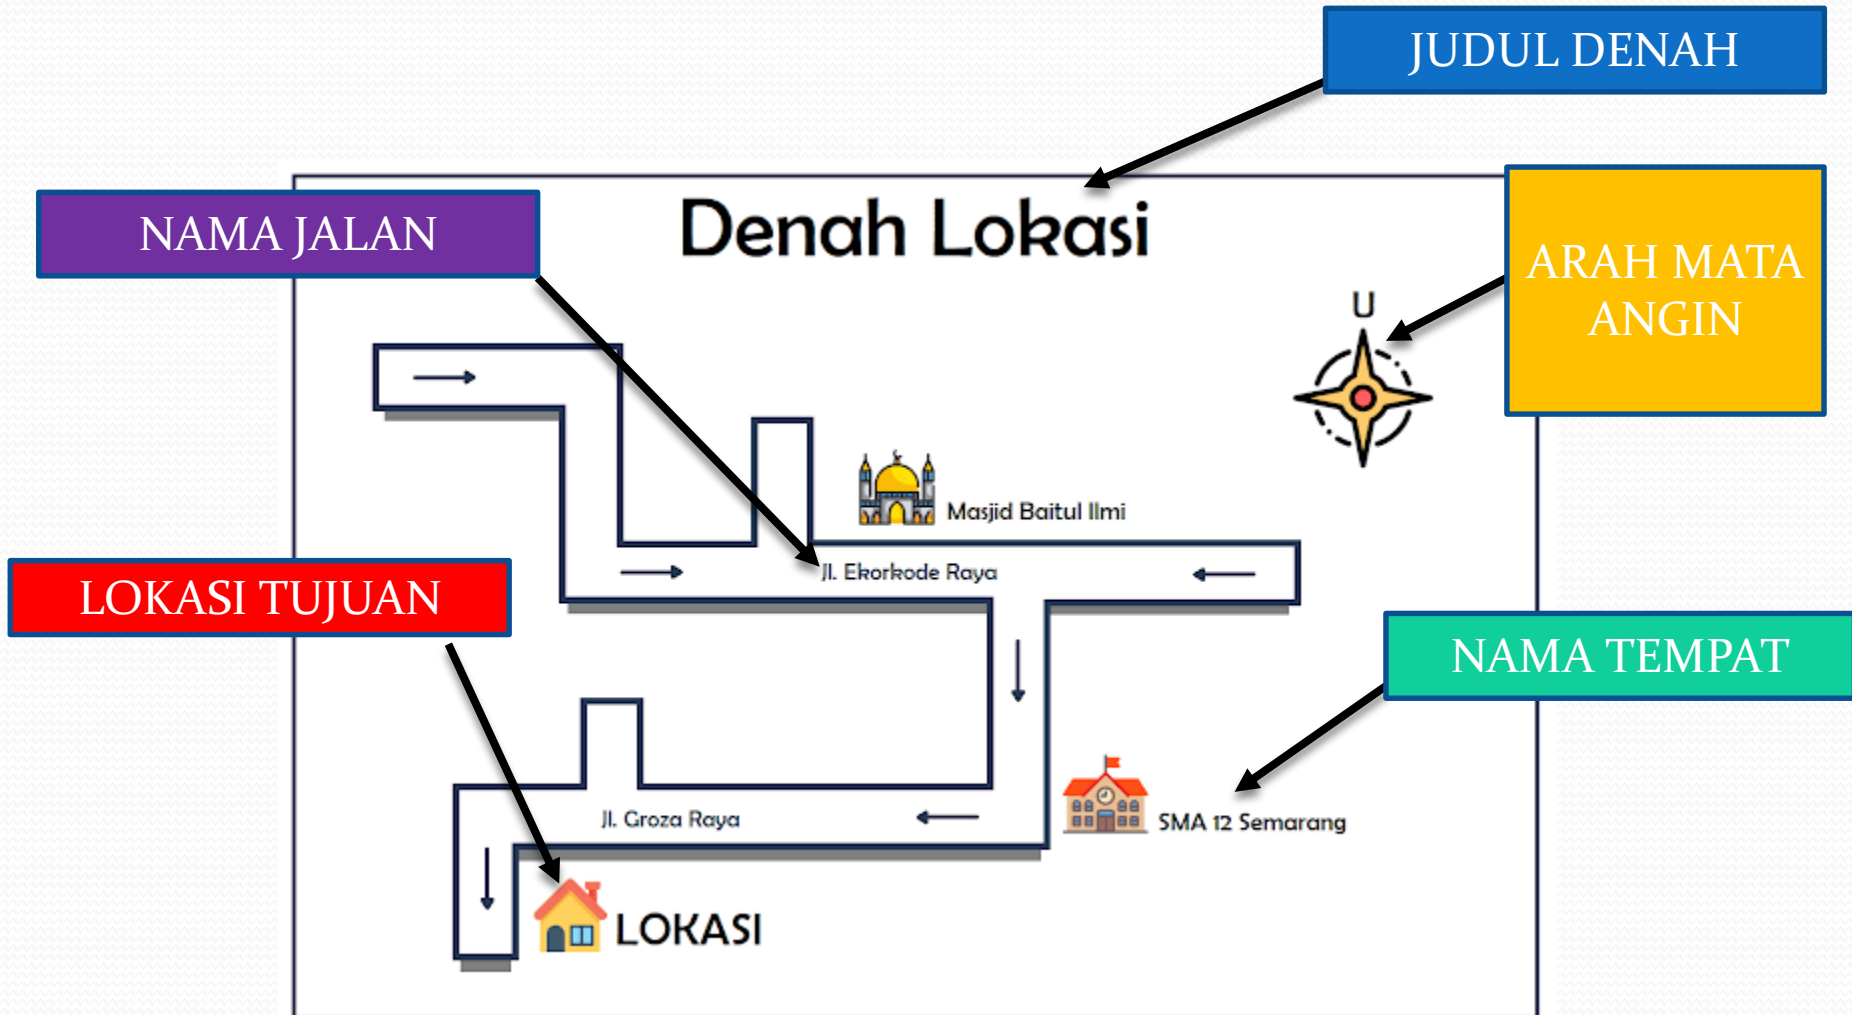 JUDUL DENAH
Denah Lokasi
NAMA JALAN
ARAH MATA
ANGIN
U
Masjid Baitul Ilmi
Jl. Ekorkode Raya
LOKASI TUJUAN
NAMA TEMPAT
Jl. Groza Raya
SMA 12 Semarang
LOKASI